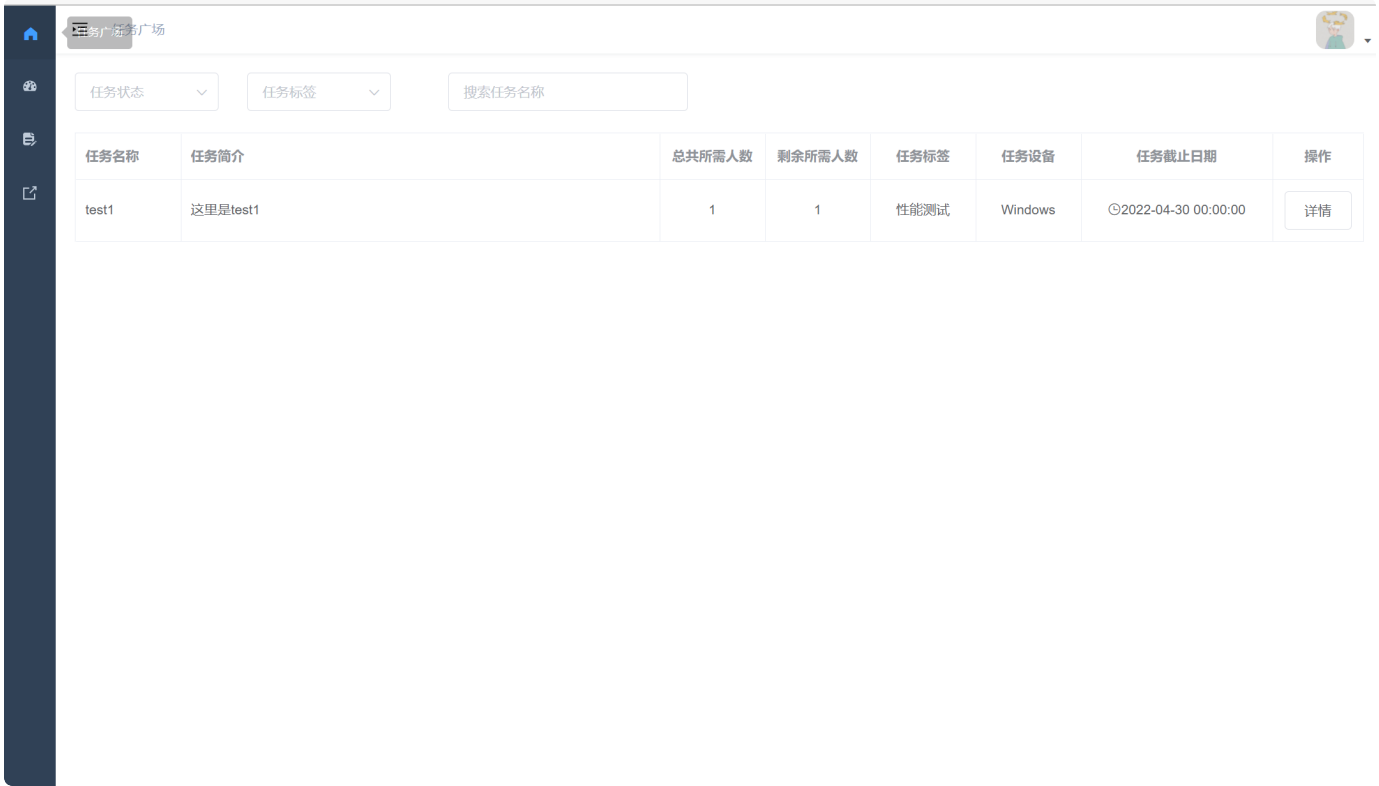 任务广场
任务广场
任务状态 任务标签 搜索任务名称
任务名称 任务简介 总共所需人数 剩余所需人数 任务标签 任务设备 任务截止日期 操作
test1 这里是test1 1 1 性能测试 Windows 2022-04-30 00:00:00 详情